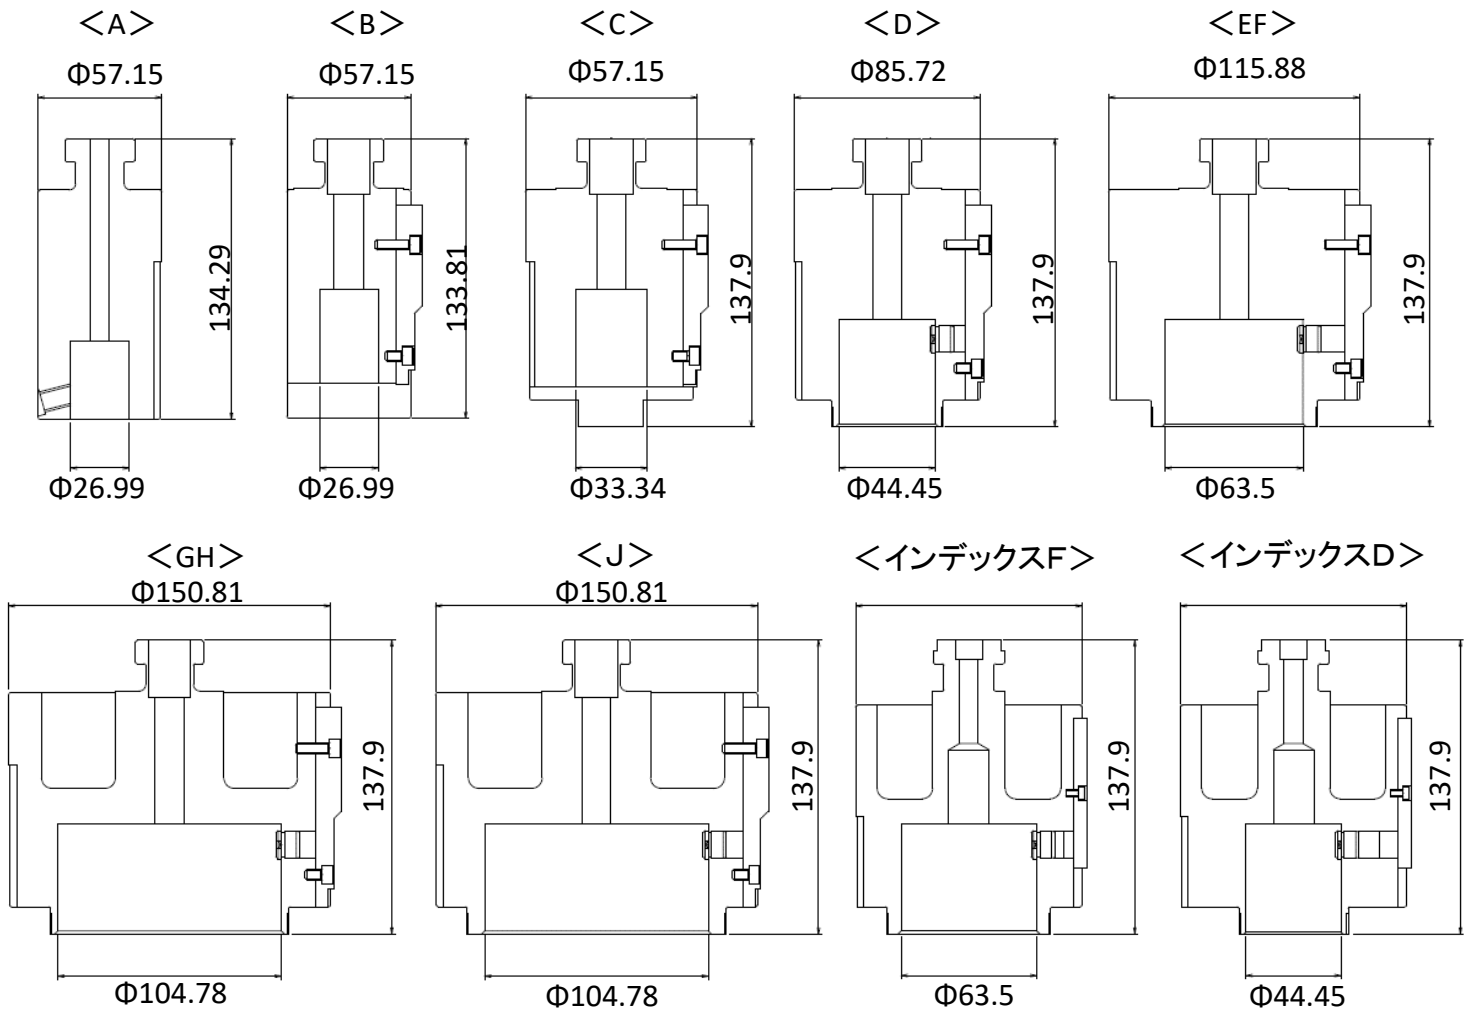 ＜A＞
＜B＞
＜C＞
＜D＞
＜EF＞
Φ57.15
Φ57.15
Φ57.15
Φ85.72
Φ115.88
134.29
133.81
137.9
137.9
137.9
Φ26.99
Φ26.99
Φ33.34
Φ44.45
Φ63.5
＜GH＞
＜J＞
＜インデックスF＞
＜インデックスD＞
Φ150.81
Φ150.81
137.9
137.9
137.9
137.9
Φ104.78
Φ104.78
Φ63.5
Φ44.45